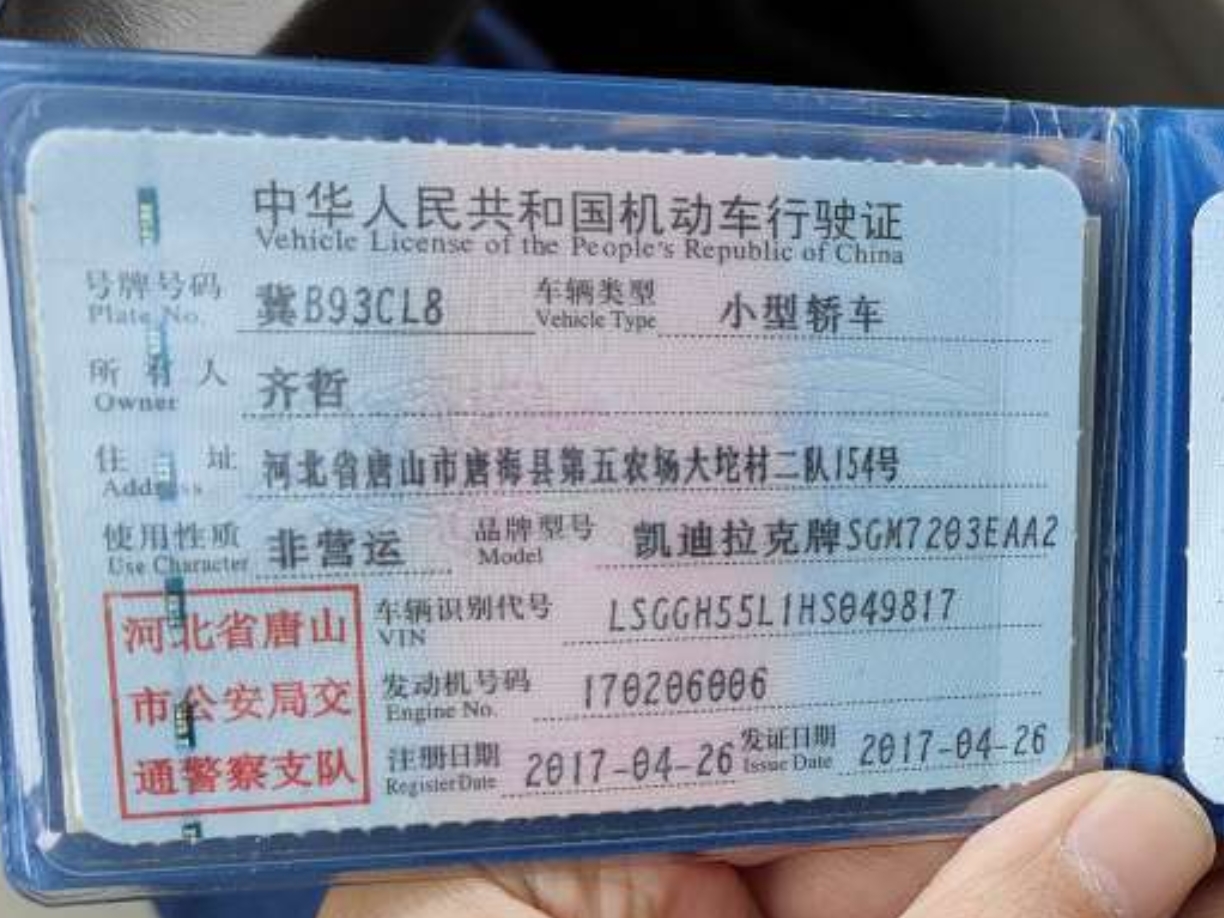 中华人民共和国机动车行驶证
Vehicle License of the People's Republic of China
号牌号码 冀B93CL8 车辆类型 小型轿车
Plate No. Vehicle Type
所有人 齐哲
Owner
住址 河北省唐山市唐海县第五农场大坨村二队154号
Address
使用性质 非营运 品牌型号 凯迪拉克牌SGM7203EAA2
Use Character Model
河北省唐山 车辆识别代号 LSGGH55L1HS049817
VIN
市公安局交 发动机号码 170206006
Engine No.
通警察支队 注册日期 2017-04-26 发证日期 2017-04-26
Register Date Issue Date